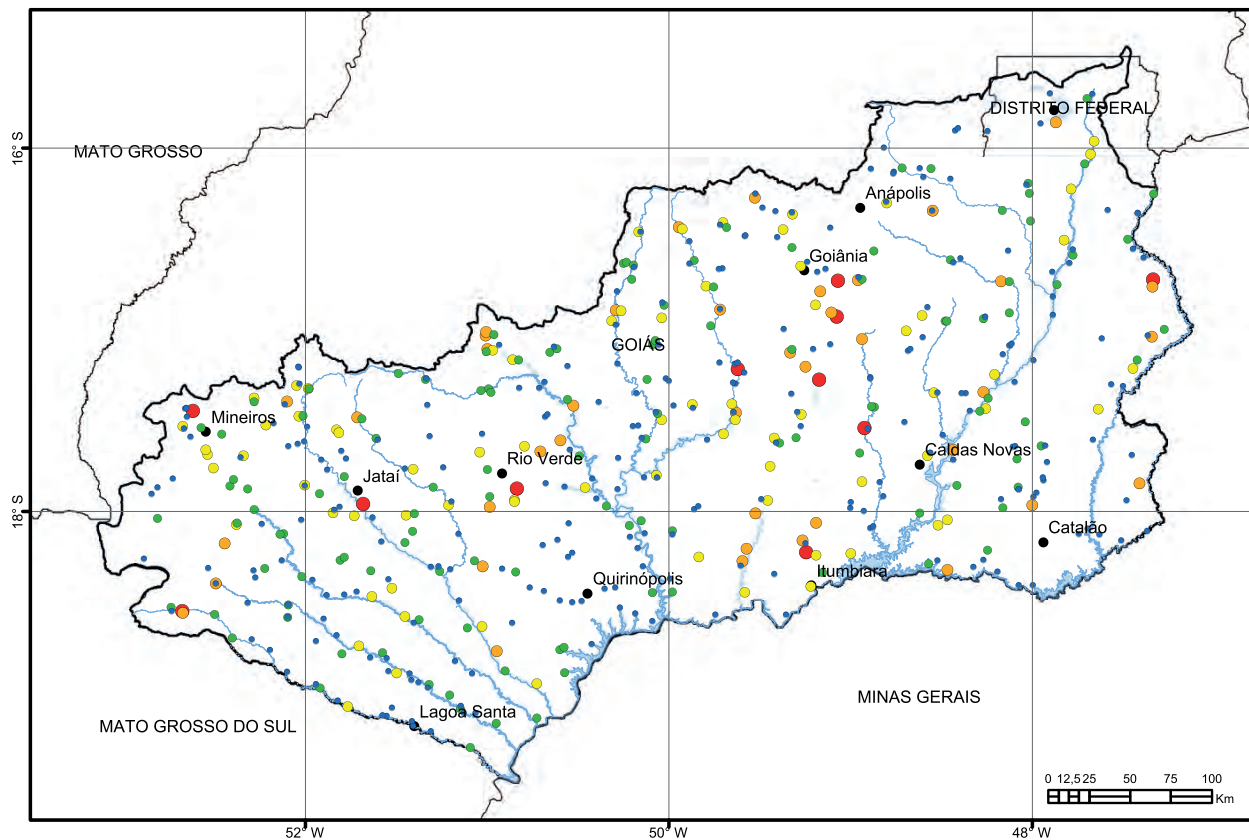 DISTRITO FEDERAL
MATO GROSSO
16° S
Anápolis
Goiânia
GOIÁS
Mineiros
Caldas Novas
Rio Verde
Jataí
18° S
Catalão
Itumbiara
Quirinópolis
MINAS GERAIS
Lagoa Santa
MATO GROSSO DO SUL
0 12,5 25 50 75 100
Km
52° W 50° W 48° W